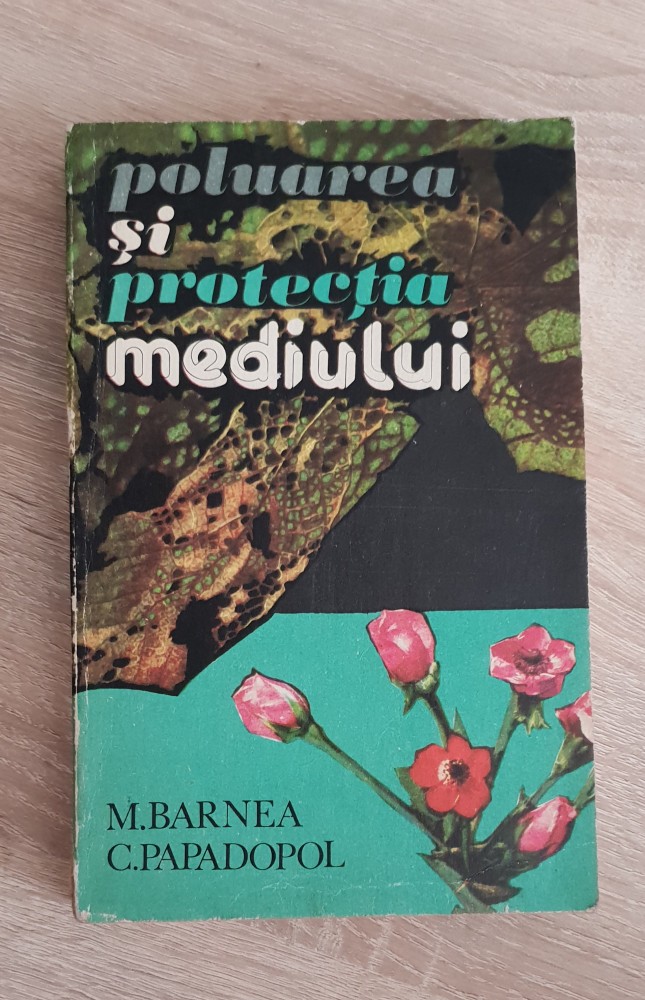 poluarea
și
protecția
mediului
M.BARNEA
C.PAPADOPOL